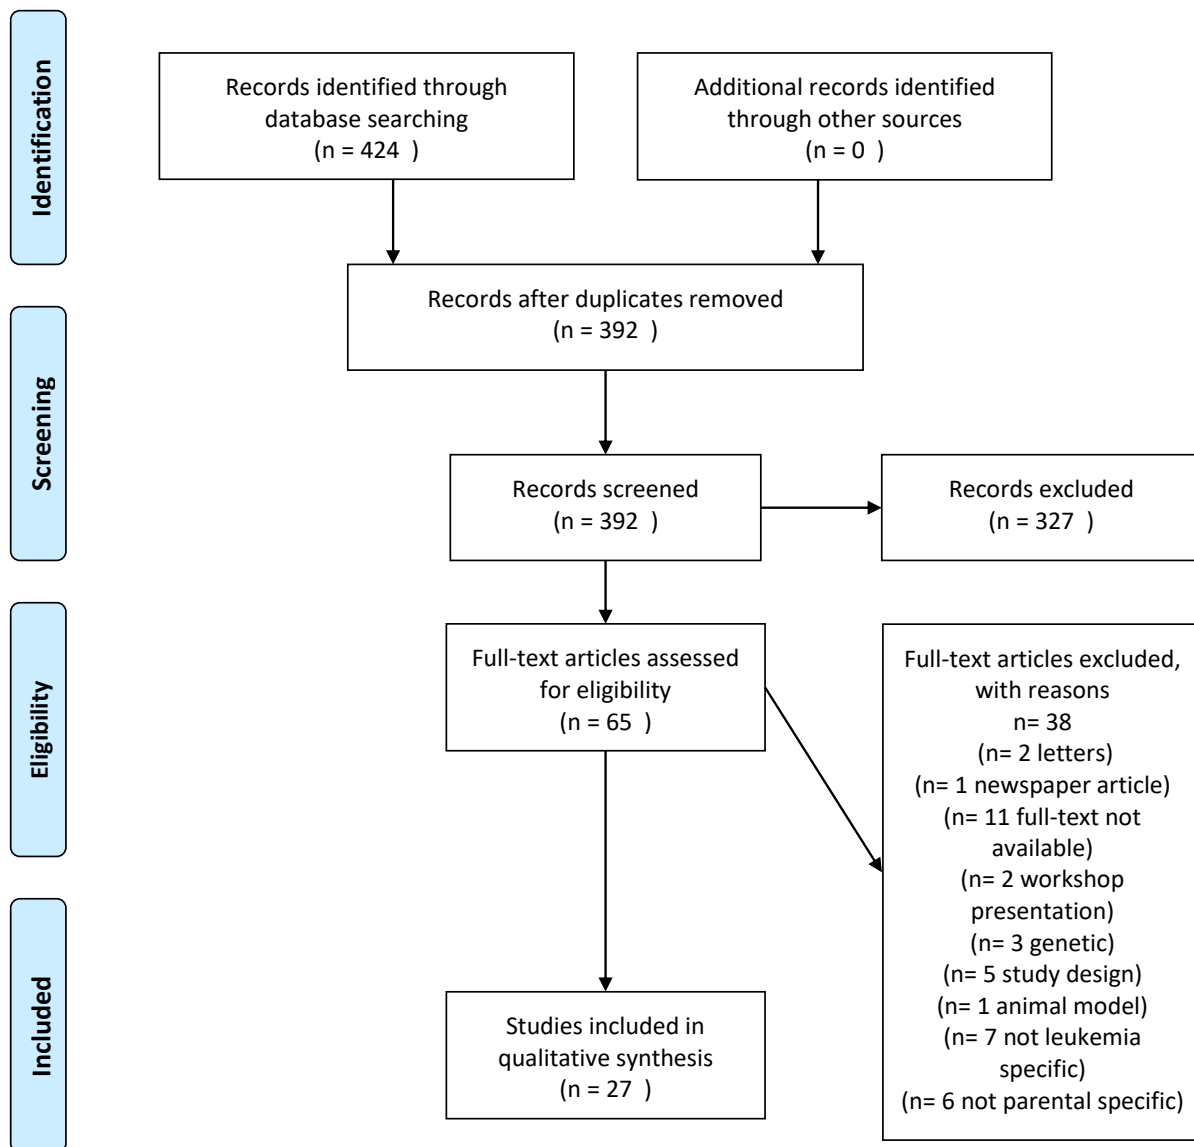 Identification
Records identified through
database searching
(n = 424  )
Additional records identified
through other sources
(n = 0  )
Records after duplicates removed
(n = 392  )
Screening
Records screened
(n = 392  )
Records excluded
(n = 327  )
Eligibility
Full-text articles assessed
for eligibility
(n = 65  )
Full-text articles excluded,
with reasons
n= 38
(n= 2 letters)
(n= 1 newspaper article)
(n= 11 full-text not
available)
(n= 2 workshop
presentation)
(n= 3 genetic)
(n= 5 study design)
(n= 1 animal model)
(n= 7 not leukemia
specific)
(n= 6 not parental specific)
Included
Studies included in
qualitative synthesis
(n = 27  )